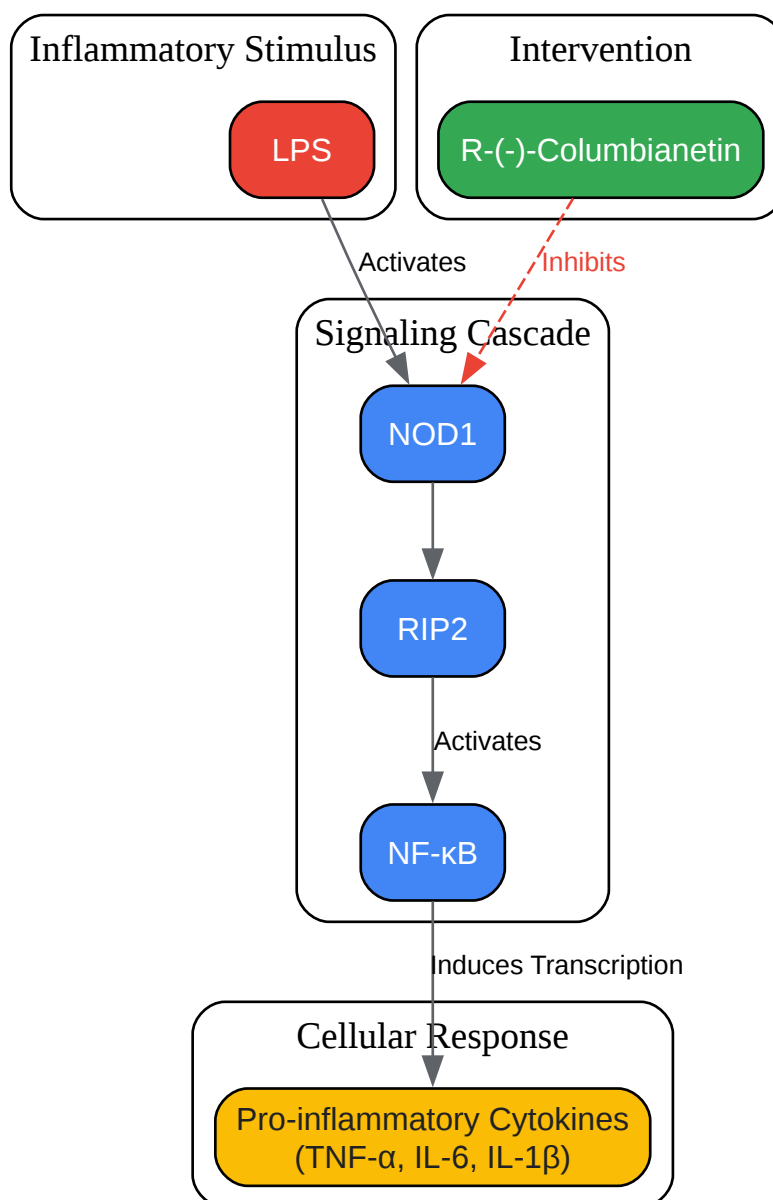 Inflammatory Stimulus
Intervention
LPS
R-(-)-Columbianetin
Activates
Inhibits
Signaling Cascade
NOD1
RIP2
Activates
NF-κB
Induces Transcription
Cellular Response
Pro-inflammatory Cytokines
(TNF-α, IL-6, IL-1β)